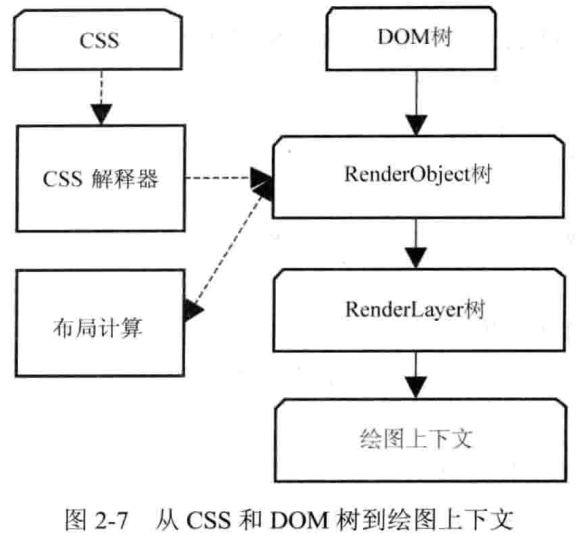 CSS
DOM树
CSS 解释器
RenderObject树
布局计算
RenderLayer树
绘图上下文
图 2-7 从 CSS 和 DOM 树到绘图上下文